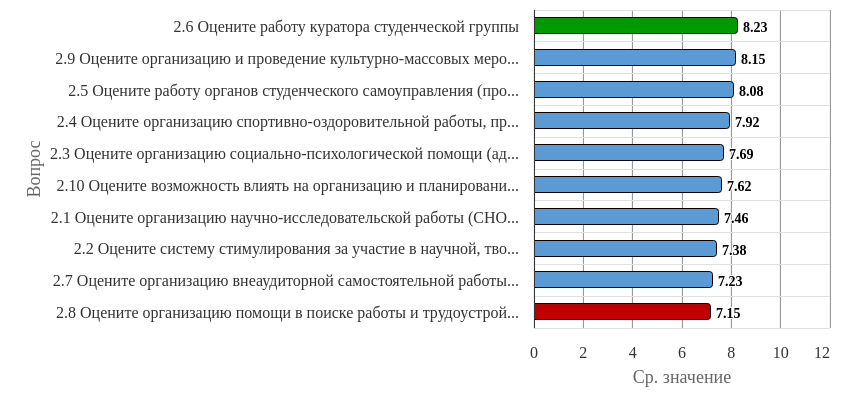 2.6 Оцените работу куратора студенческой группы 8.23
2.9 Оцените организацию и проведение культурно-массовых меро... 8.15
2.5 Оцените работу органов студенческого самоуправления (про... 8.08
2.4 Оцените организацию спортивно-оздоровительной работы, пр... 7.92
2.3 Оцените организацию социально-психологической помощи (ад... 7.69
2.10 Оцените возможность влиять на организацию и планировани... 7.62
2.1 Оцените организацию научно-исследовательской работы (СНО... 7.46
2.2 Оцените систему стимулирования за участие в научной, тво... 7.38
2.7 Оцените организацию внеаудиторной самостоятельной работы... 7.23
2.8 Оцените организацию помощи в поиске работы и трудоустрой... 7.15
Вопрос
0 2 4 6 8 10 12
Ср. значение